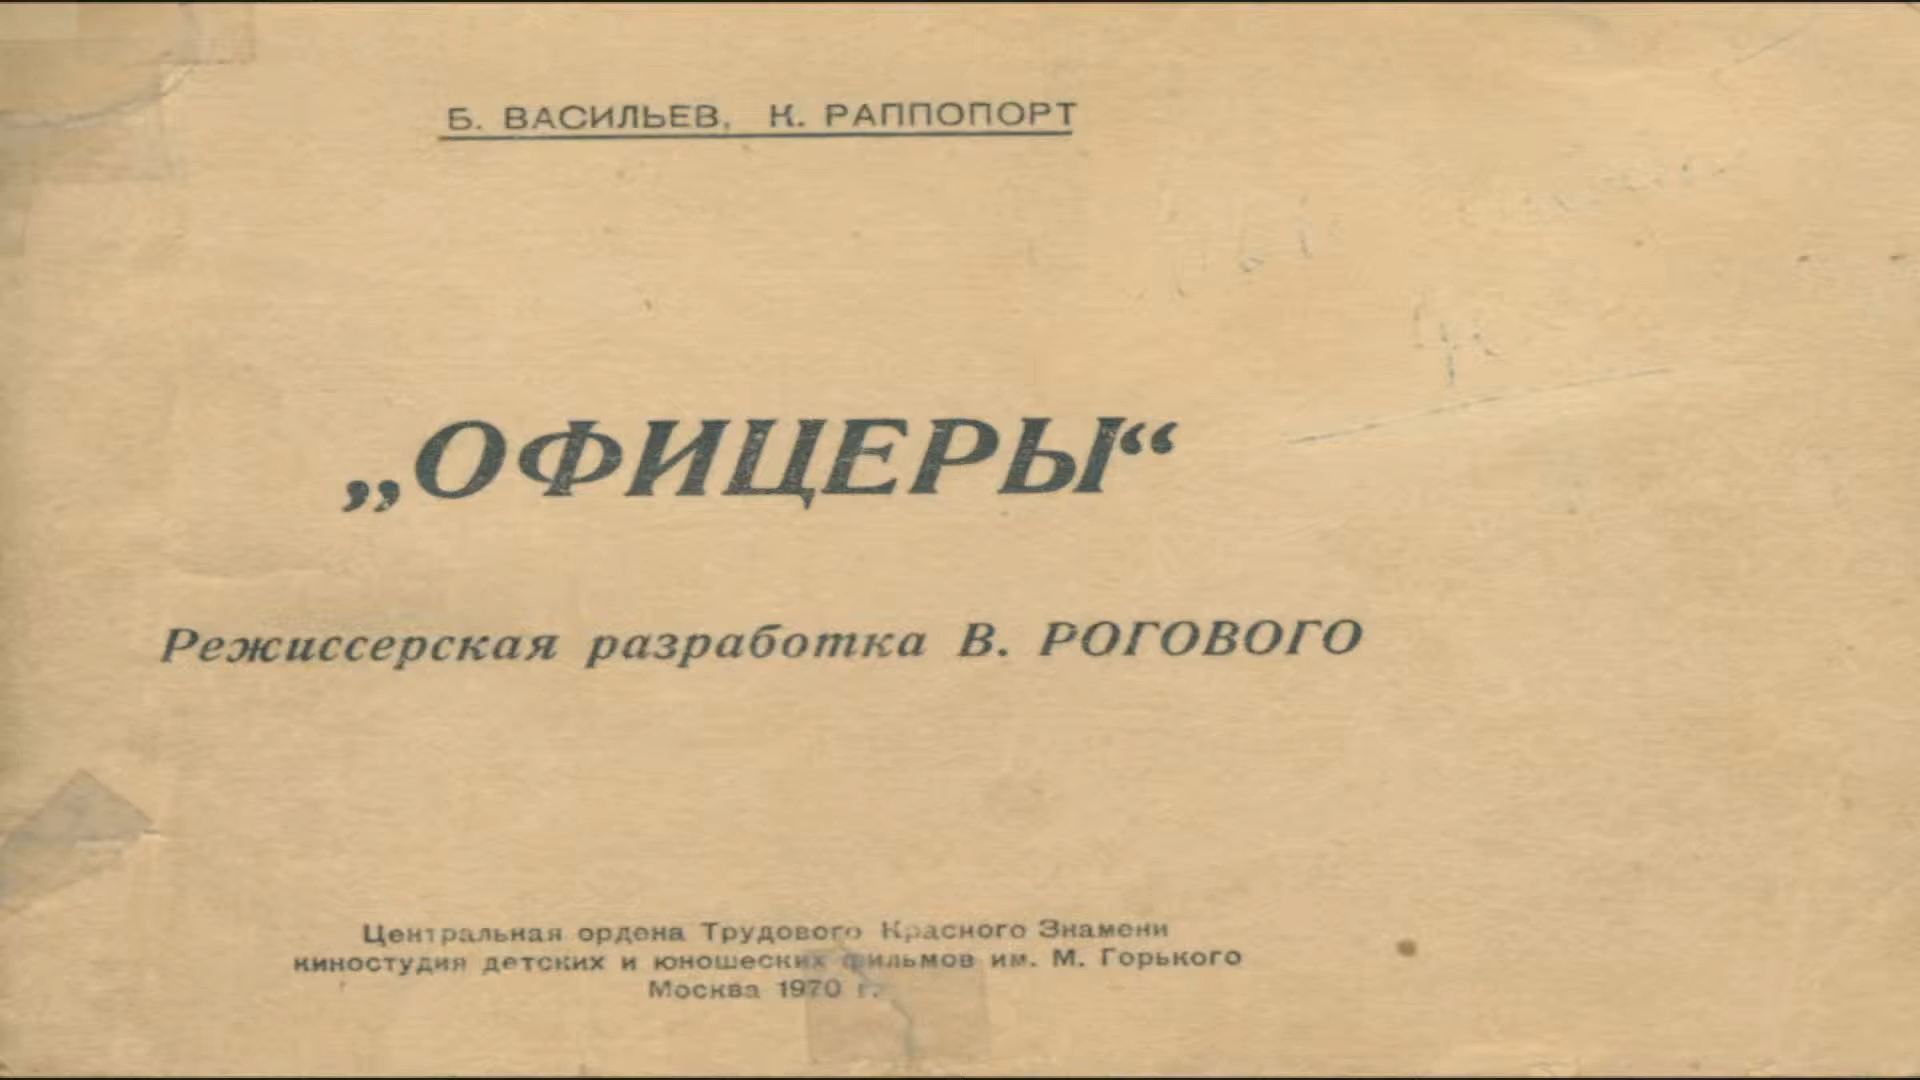 Б. ВАСИЛЬЕВ, К. РАППОПОРТ
„ОФИЦЕРЫ“
Режиссерская разработка В. РОГОВОГО
Центральная ордена Трудового Красного Знамени
киностудия детских и юношеских фильмов им. М. Горького
Москва 1970 г.